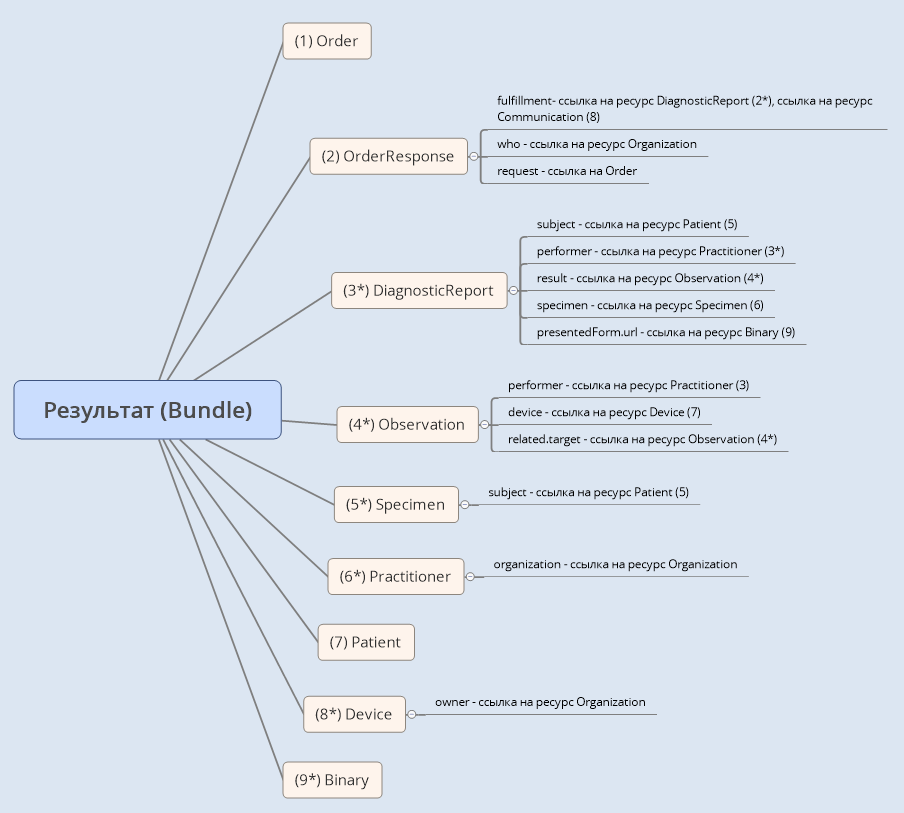 (1) Order
fulfillment- ссылка на ресурс DiagnosticReport (2*), ссылка на ресурс
Communication (8)
(2) OrderResponse
who - ссылка на ресурс Organization
request - ссылка на Order
subject - ссылка на ресурс Patient (5)
performer - ссылка на ресурс Practitioner (3*)
(3*) DiagnosticReport
result - ссылка на ресурс Observation (4*)
specimen - ссылка на ресурс Specimen (6)
presentedForm.url - ссылка на ресурс Binary (9)
Результат (Bundle)
performer - ссылка на ресурс Practitioner (3)
(4*) Observation
device - ссылка на ресурс Device (7)
related.target - ссылка на ресурс Observation (4*)
(5*) Specimen
subject - ссылка на ресурс Patient (5)
(6*) Practitioner
organization - ссылка на ресурс Organization
(7) Patient
(8*) Device
owner - ссылка на ресурс Organization
(9*) Binary